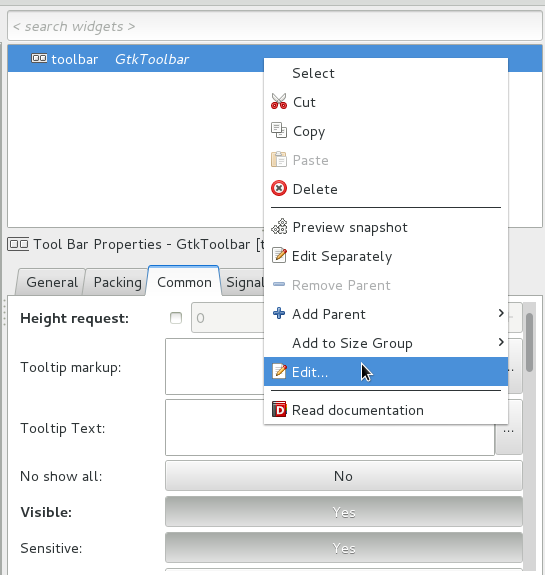 < search widgets >
toolbar GtkToolbar
Select
Cut
Copy
Paste
Delete
Preview snapshot
Edit Separately
Remove Parent
Add Parent
Add to Size Group
Edit...
Read documentation
Tool Bar Properties - GtkToolbar [t
General Packing Common Signal
Height request: 0
Tooltip markup:
Tooltip Text: ...
No show all: No
Visible: Yes
Sensitive: Yes